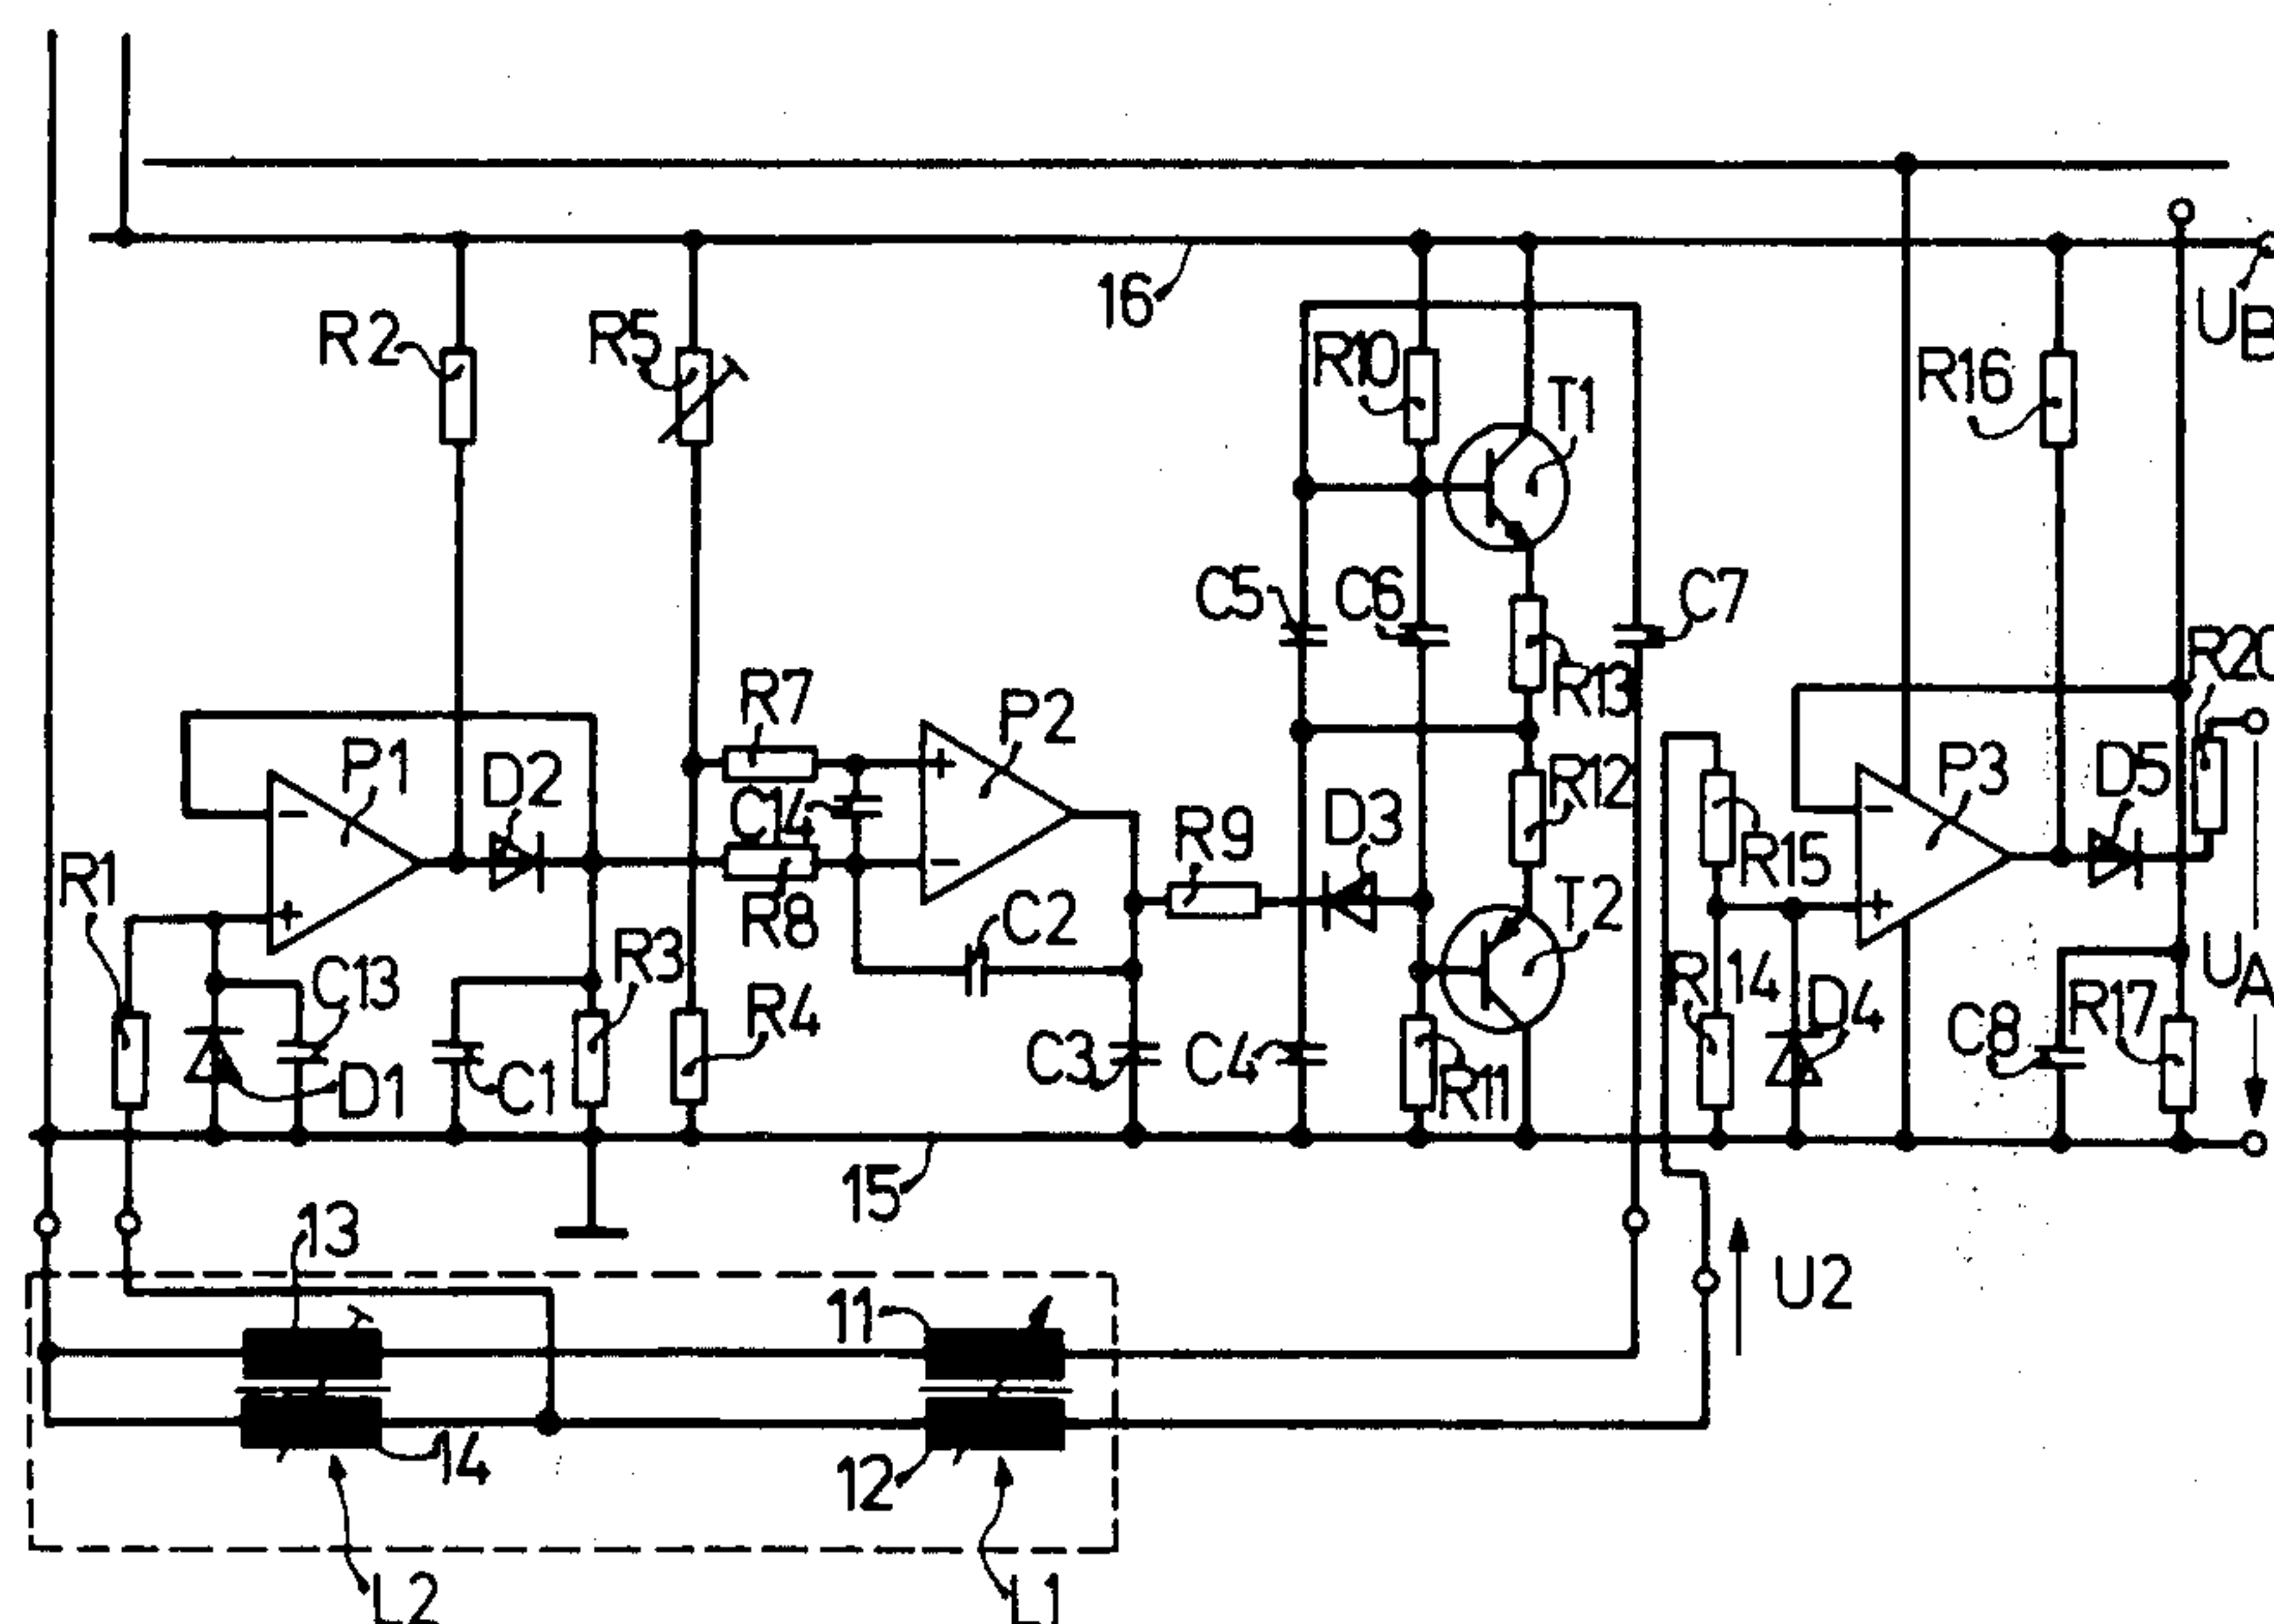 16
UB
R2
R5
R10
T1
R16
C5
C6
C7
R13
R20
R7
P2
P1
D2
C14
R9
D3
R12
P3
D5
R1
R8
C2
T2
R15
UA
C13
R3
R4
R14
D4
C8
R17
D1
C1
C3
C4
R11
15
13
11
U2
14
12
L2
L1
+
-
+
-
-
+